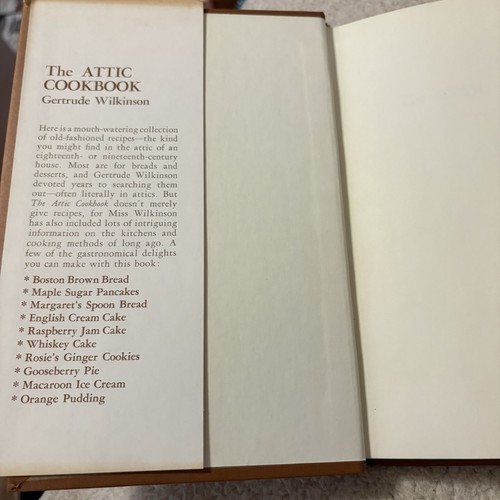 The ATTIC
COOKBOOK
Gertrude Wilkinson
Here is a mouth-watering collection
of old-fashioned recipes—the kind
you might find in the attic of an
eighteenth- or nineteenth-century
house. Most are for breads and
desserts, and Gertrude Wilkinson
devoted years to searching them
out—often literally in attics. But
The Attic Cookbook doesn't merely
give recipes, for Miss Wilkinson
has also included lots of intriguing
information on the kitchens and
cooking methods of long ago. A
few of the gastronomical delights
you can make with this book:
* Boston Brown Bread
* Maple Sugar Pancakes
* Margaret's Spoon Bread
* English Cream Cake
* Raspberry Jam Cake
* Whiskey Cake
* Rosie's Ginger Cookies
* Gooseberry Pie
* Macaroon Ice Cream
* Orange Pudding